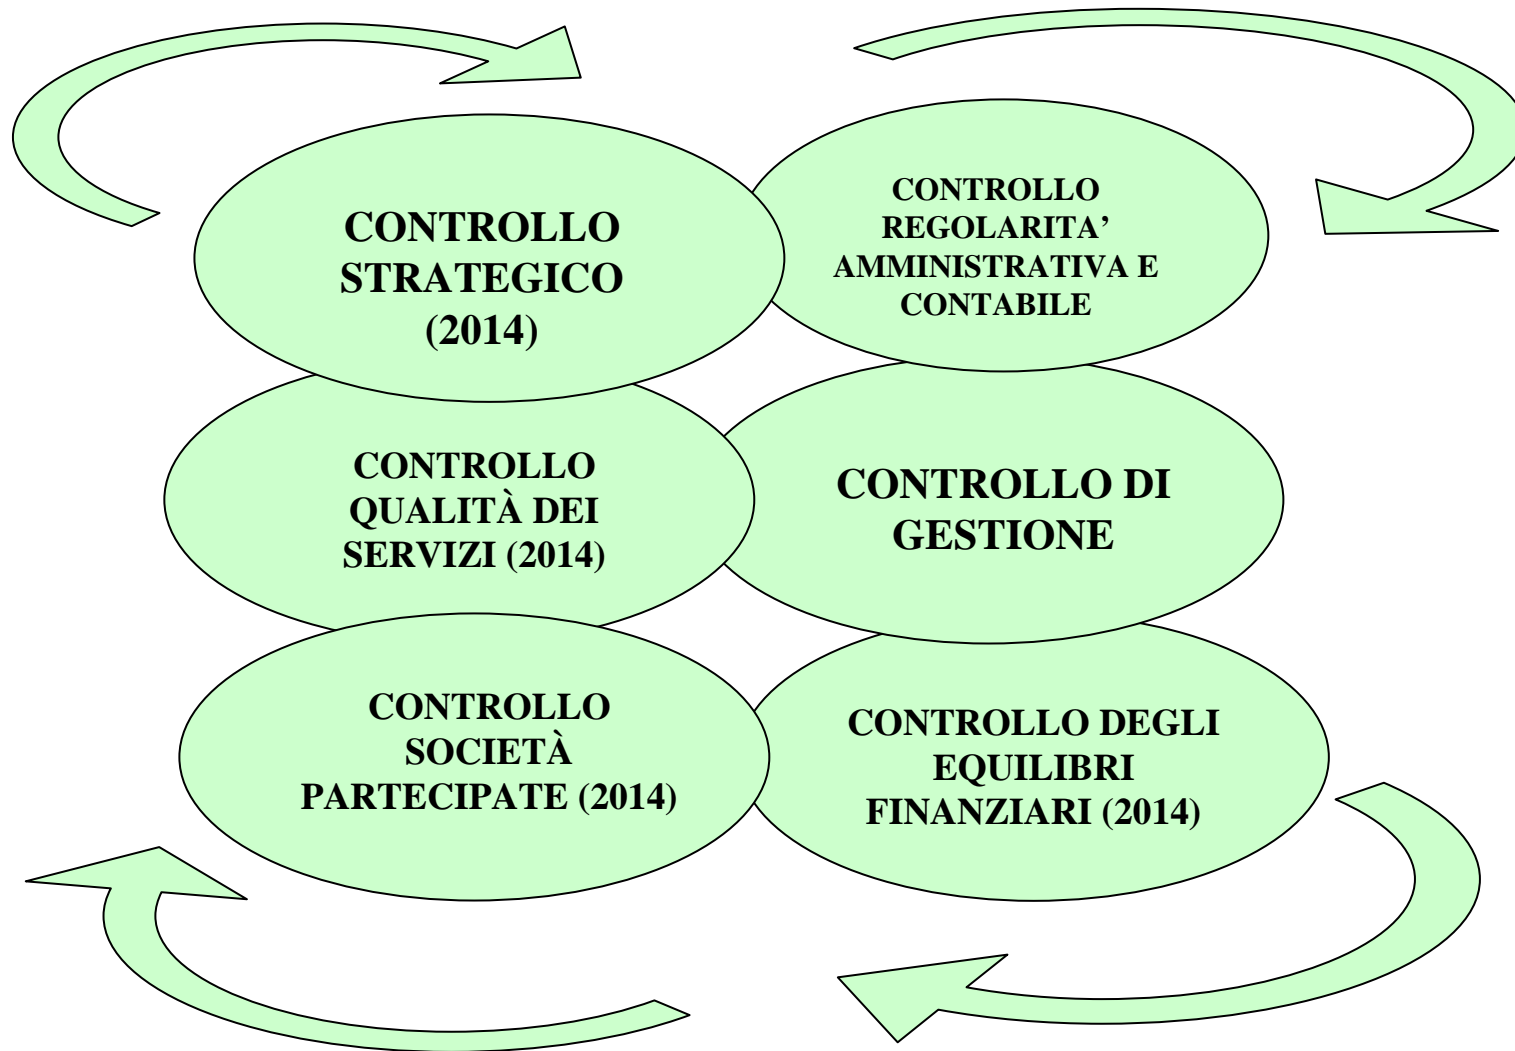 CONTROLLO
STRATEGICO
(2014)
CONTROLLO
REGOLARITA’
AMMINISTRATIVA E
CONTABILE
CONTROLLO
QUALITÀ DEI
SERVIZI (2014)
CONTROLLO DI
GESTIONE
CONTROLLO
SOCIETÀ
PARTECIPATE (2014)
CONTROLLO DEGLI
EQUILIBRI
FINANZIARI (2014)